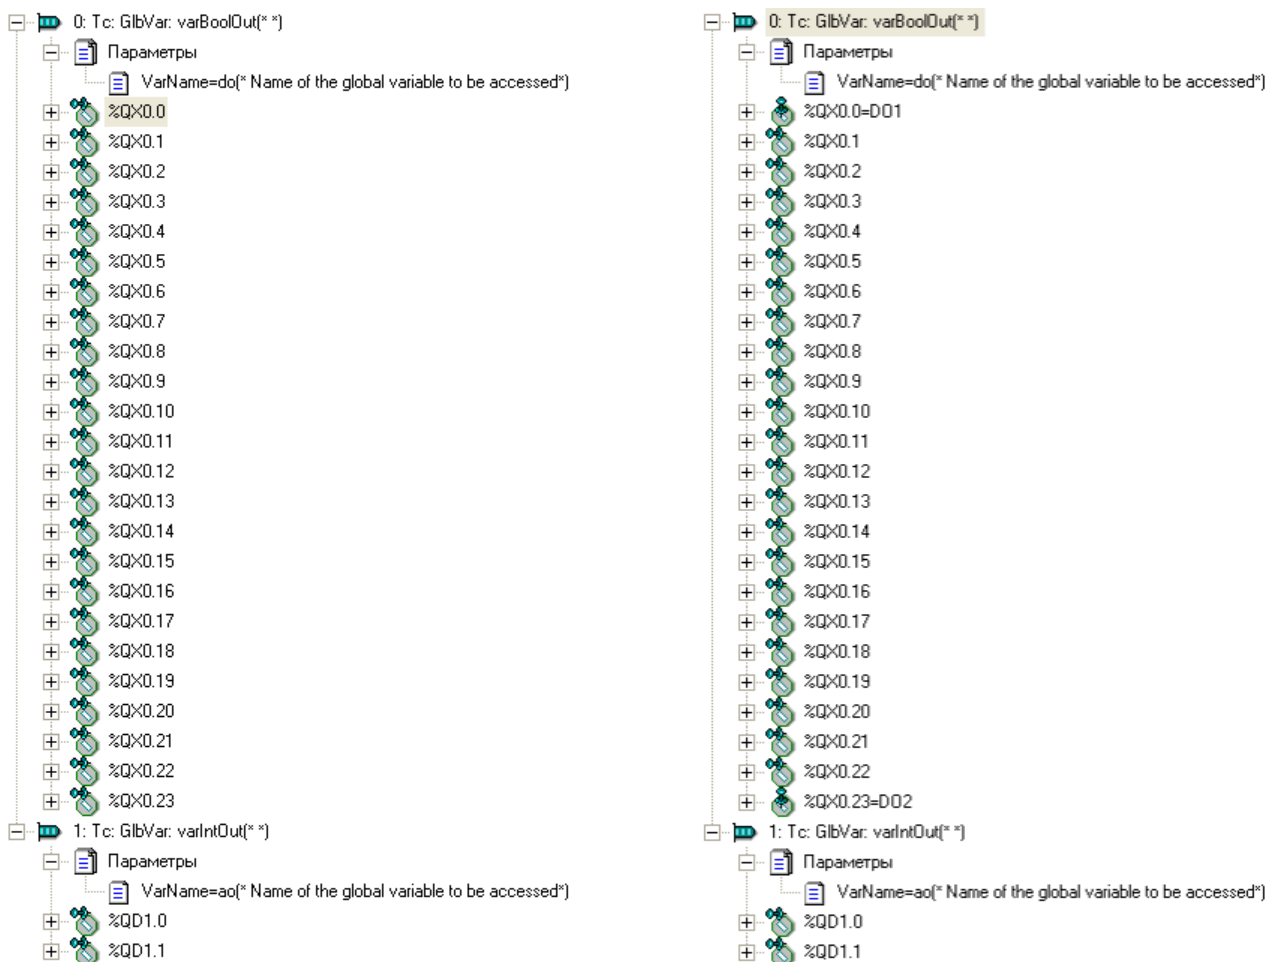 0: Tc: GlbVar: varBoolOut(* *)
Параметры
VarName=do(* Name of the global variable to be accessed*)
%QX0.0
%QX0.1
%QX0.2
%QX0.3
%QX0.4
%QX0.5
%QX0.6
%QX0.7
%QX0.8
%QX0.9
%QX0.10
%QX0.11
%QX0.12
%QX0.13
%QX0.14
%QX0.15
%QX0.16
%QX0.17
%QX0.18
%QX0.19
%QX0.20
%QX0.21
%QX0.22
%QX0.23
1: Tc: GlbVar: varIntOut(* *)
Параметры
VarName=ao(* Name of the global variable to be accessed*)
%QD1.0
%QD1.1
0: Tc: GlbVar: varBoolOut(* *)
Параметры
VarName=do(* Name of the global variable to be accessed*)
%QX0.0=DO1
%QX0.1
%QX0.2
%QX0.3
%QX0.4
%QX0.5
%QX0.6
%QX0.7
%QX0.8
%QX0.9
%QX0.10
%QX0.11
%QX0.12
%QX0.13
%QX0.14
%QX0.15
%QX0.16
%QX0.17
%QX0.18
%QX0.19
%QX0.20
%QX0.21
%QX0.22
%QX0.23=DO2
1: Tc: GlbVar: varIntOut(* *)
Параметры
VarName=ao(* Name of the global variable to be accessed*)
%QD1.0
%QD1.1